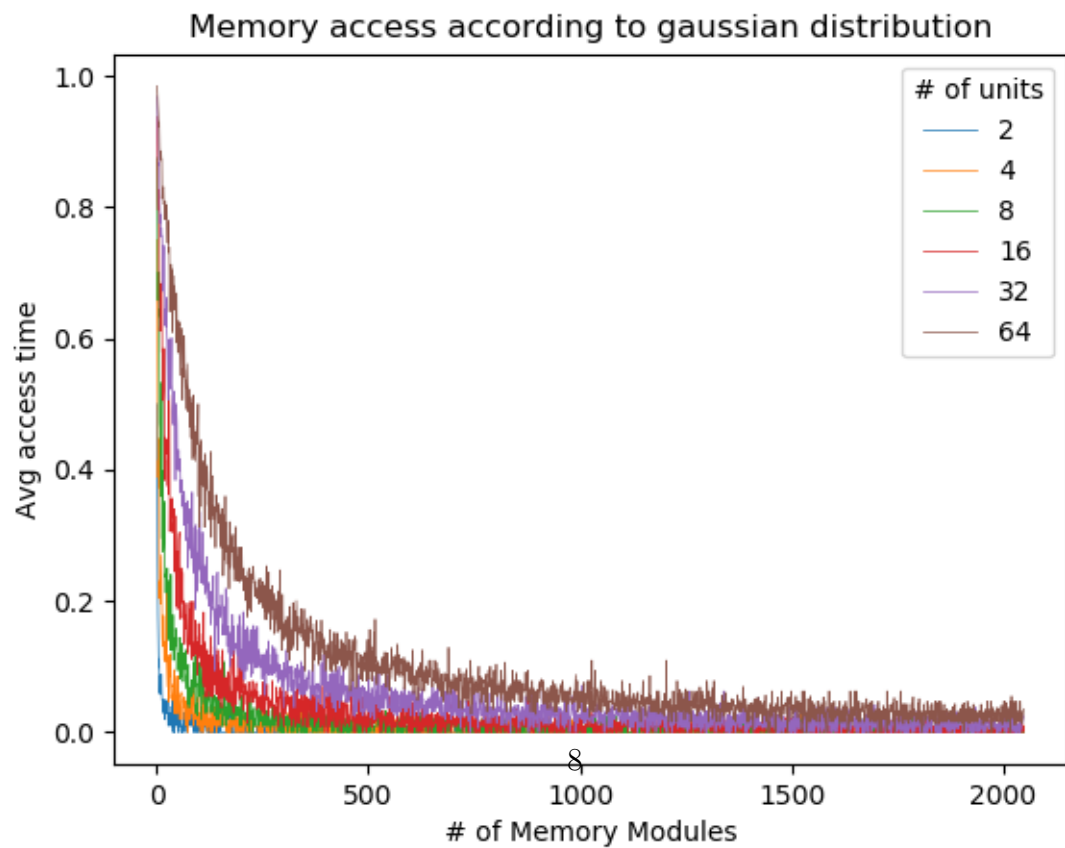 Memory access according to gaussian distribution
# of units
2
4
8
16
32
64
Avg access time
1.0
0.8
0.6
0.4
0.2
0.0
8
0 500 1000 1500 2000
# of Memory Modules